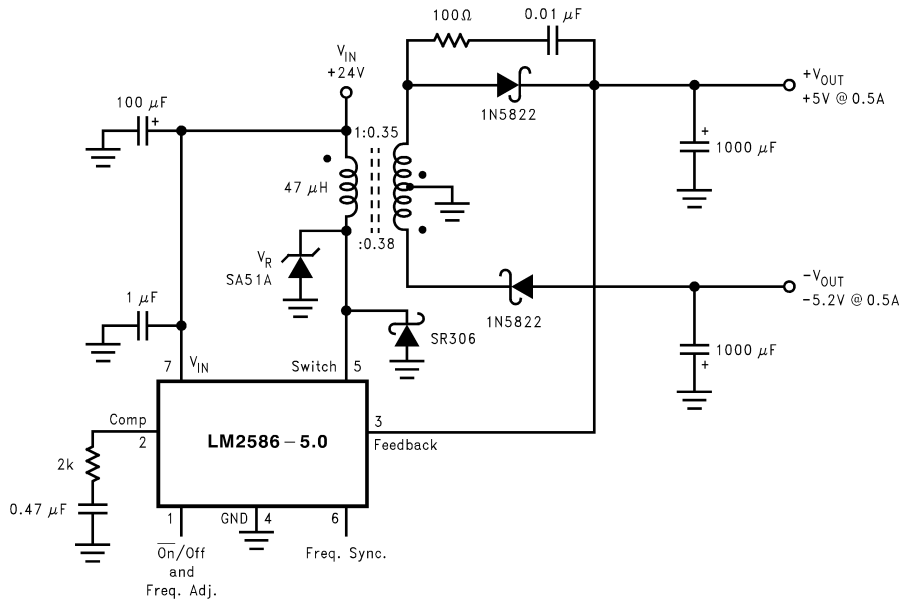 100Ω
0.01 μF
V_IN
+24V
+V_OUT
+5V @ 0.5A
1N5822
100 μF
+
1:0.35
+
1000 μF
47 μH
:0.38
V_R
SA51A
-V_OUT
-5.2V @ 0.5A
1N5822
1 μF
SR306
1000 μF
+
7
V_IN
Switch
5
Comp
2
3
Feedback
LM2586-5.0
2k
0.47 μF
1
GND
4
6
On/Off
and
Freq. Adj.
Freq. Sync.